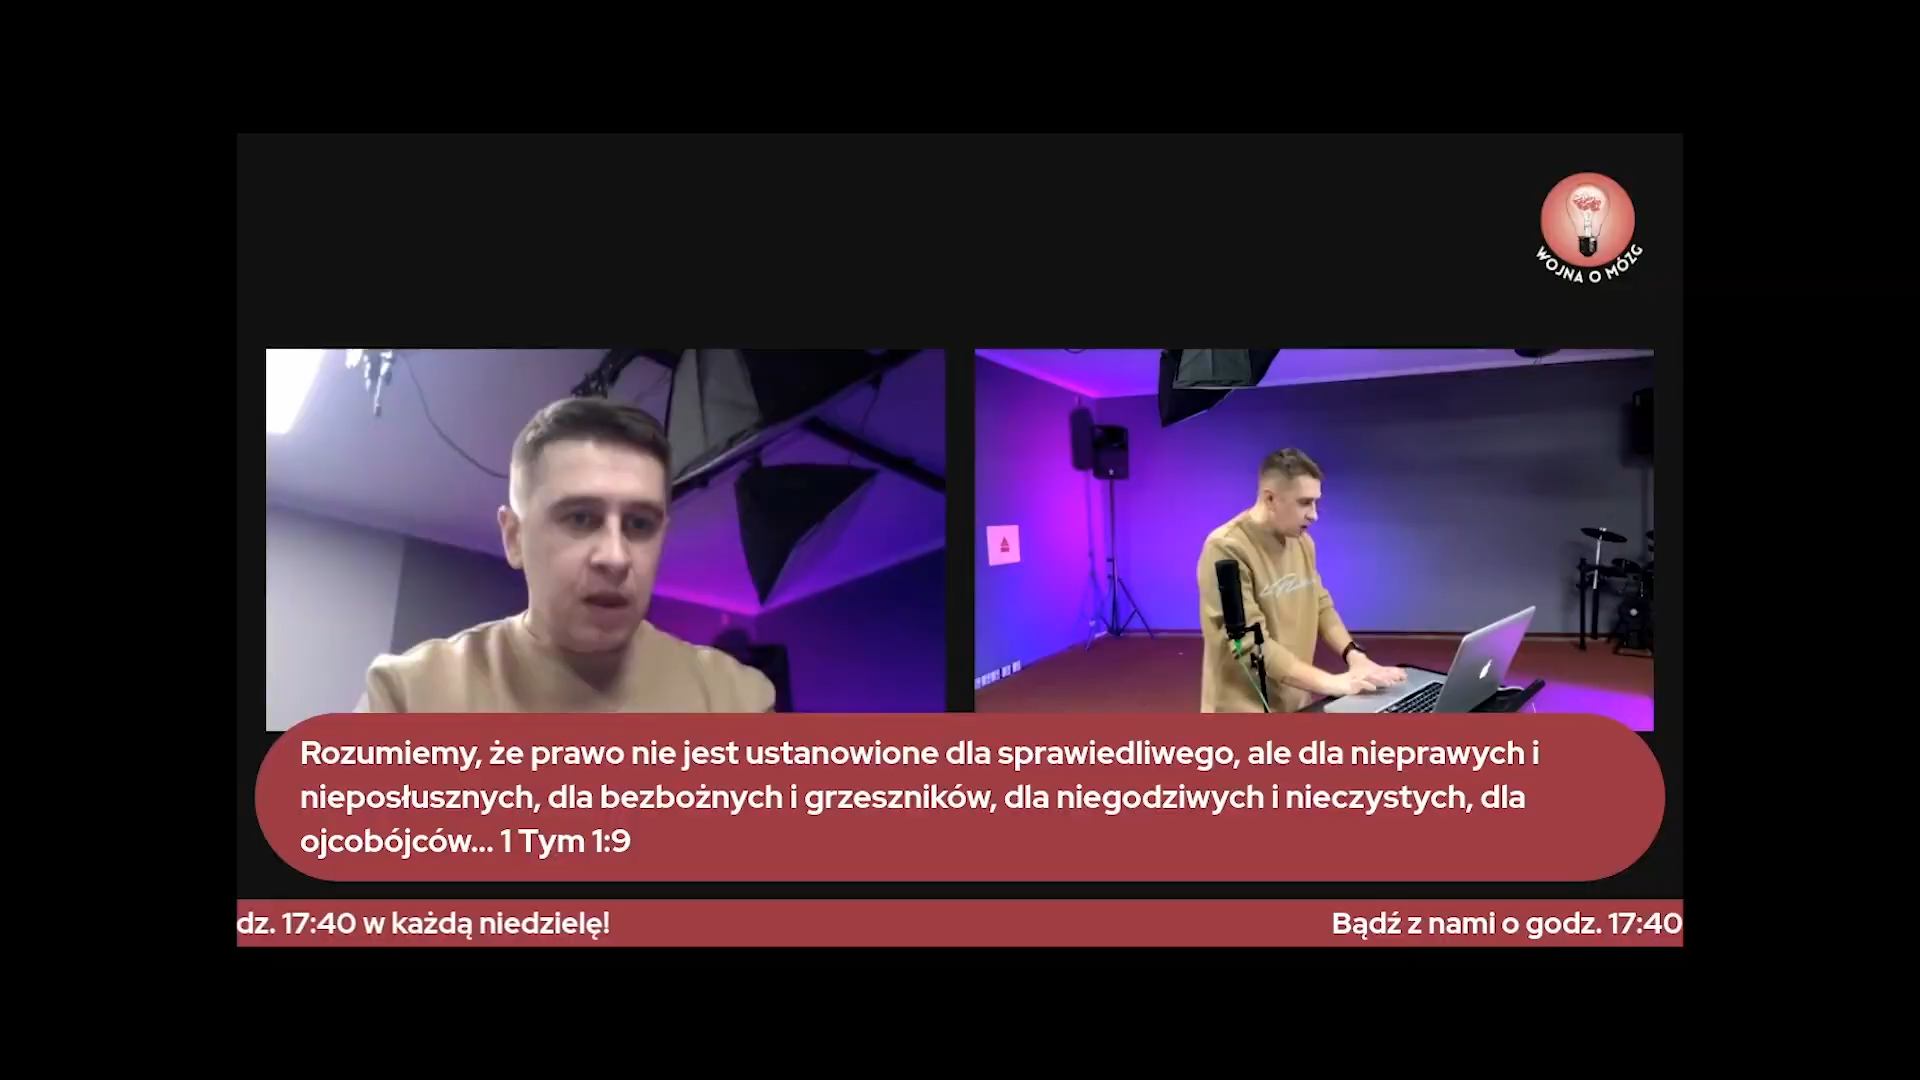 WOJNA O MÓZG
Rozumiemy, że prawo nie jest ustanowione dla sprawiedliwego, ale dla nieprawych i
nieposłusznych, dla bezbożnych i grzeszników, dla niegodziwych i nieczystych, dla
ojcobójców... 1 Tym 1:9
dz. 17:40 w każdą niedzielę!
Bądź z nami o godz. 17:40